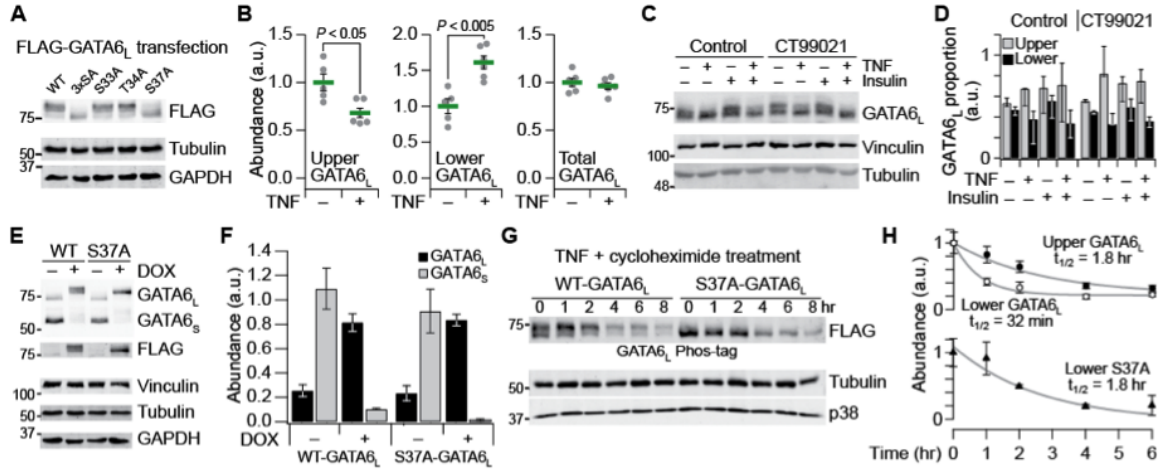 A
FLAG-GATA6L transfection
WT 3xSA S33A T34A S37A
75-
FLAG
50-
Tubulin
37-
GAPDH
B
P < 0.05
P < 0.005
Abundance (a.u.)
1.5
1.0
0.5
0.0
Upper
GATA6L
2.0
1.5
1.0
0.5
0.0
Lower
GATA6L
1.5
1.0
0.5
0.0
Total
GATA6L
TNF – +
TNF – +
TNF – +
C
Control CT99021
– + – + – + – + TNF
– – + + – – + + Insulin
75-
GATA6L
Vinculin
100-
Tubulin
48-
D
Control CT99021
Upper
Lower
GATA6L proportion
(a.u.)
1
0
TNF – + – + – + – +
Insulin – – + + – – + +
E
WT S37A
– + – + DOX
75-
GATA6L
GATA6S
50-
75-
FLAG
Vinculin
100-
50-
Tubulin
37-
GAPDH
F
Abundance (a.u.)
1.4
1.2
1.0
0.8
0.6
0.4
0.2
0.0
GATA6L
GATA6S
DOX – + – +
WT-GATA6L S37A-GATA6L
G
TNF + cycloheximide treatment
WT-GATA6L S37A-GATA6L
0 1 2 4 6 8 0 1 2 4 6 8 hr
75-
FLAG
GATA6L Phos-tag
50-
Tubulin
37-
p38
H
Abundance (a.u.)
1
0
Upper GATA6L
t1/2 = 1.8 hr
Lower GATA6L
t1/2 = 32 min
1
0
Lower S37A
t1/2 = 1.8 hr
Time (hr) 0 1 2 3 4 5 6